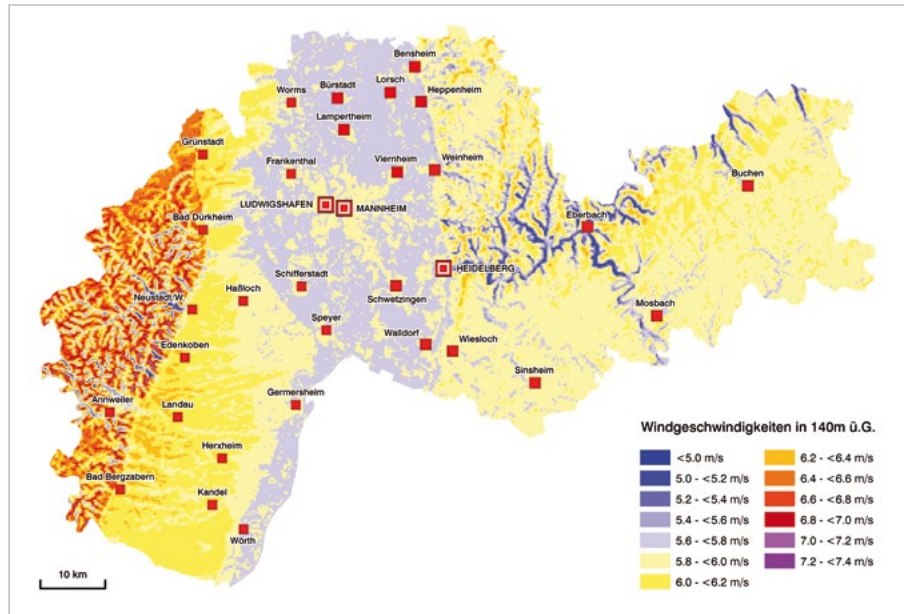 Bensheim
Lorsch
Bürstadt
Worms
Heppenheim
Lampertheim
Grünstadt
Frankenthal
Viernheim
Weinheim
Buchen
LUDWIGSHAFEN
MANNHEIM
Eberbach
Bad Dürkheim
HEIDELBERG
Schifferstadt
Haßloch
Neustadt/W.
Schwetzingen
Mosbach
Speyer
Walldorf
Wiesloch
Edenkoben
Sinsheim
Germersheim
Annweiler
Landau
Herxheim
Bad Bergzabern
Kandel
Wörth
10 km
Windgeschwindigkeiten in 140m ü.G.
<5.0 m/s
5.0 - <5.2 m/s
5.2 - <5.4 m/s
5.4 - <5.6 m/s
5.6 - <5.8 m/s
5.8 - <6.0 m/s
6.0 - <6.2 m/s
6.2 - <6.4 m/s
6.4 - <6.6 m/s
6.6 - <6.8 m/s
6.8 - <7.0 m/s
7.0 - <7.2 m/s
7.2 - <7.4 m/s